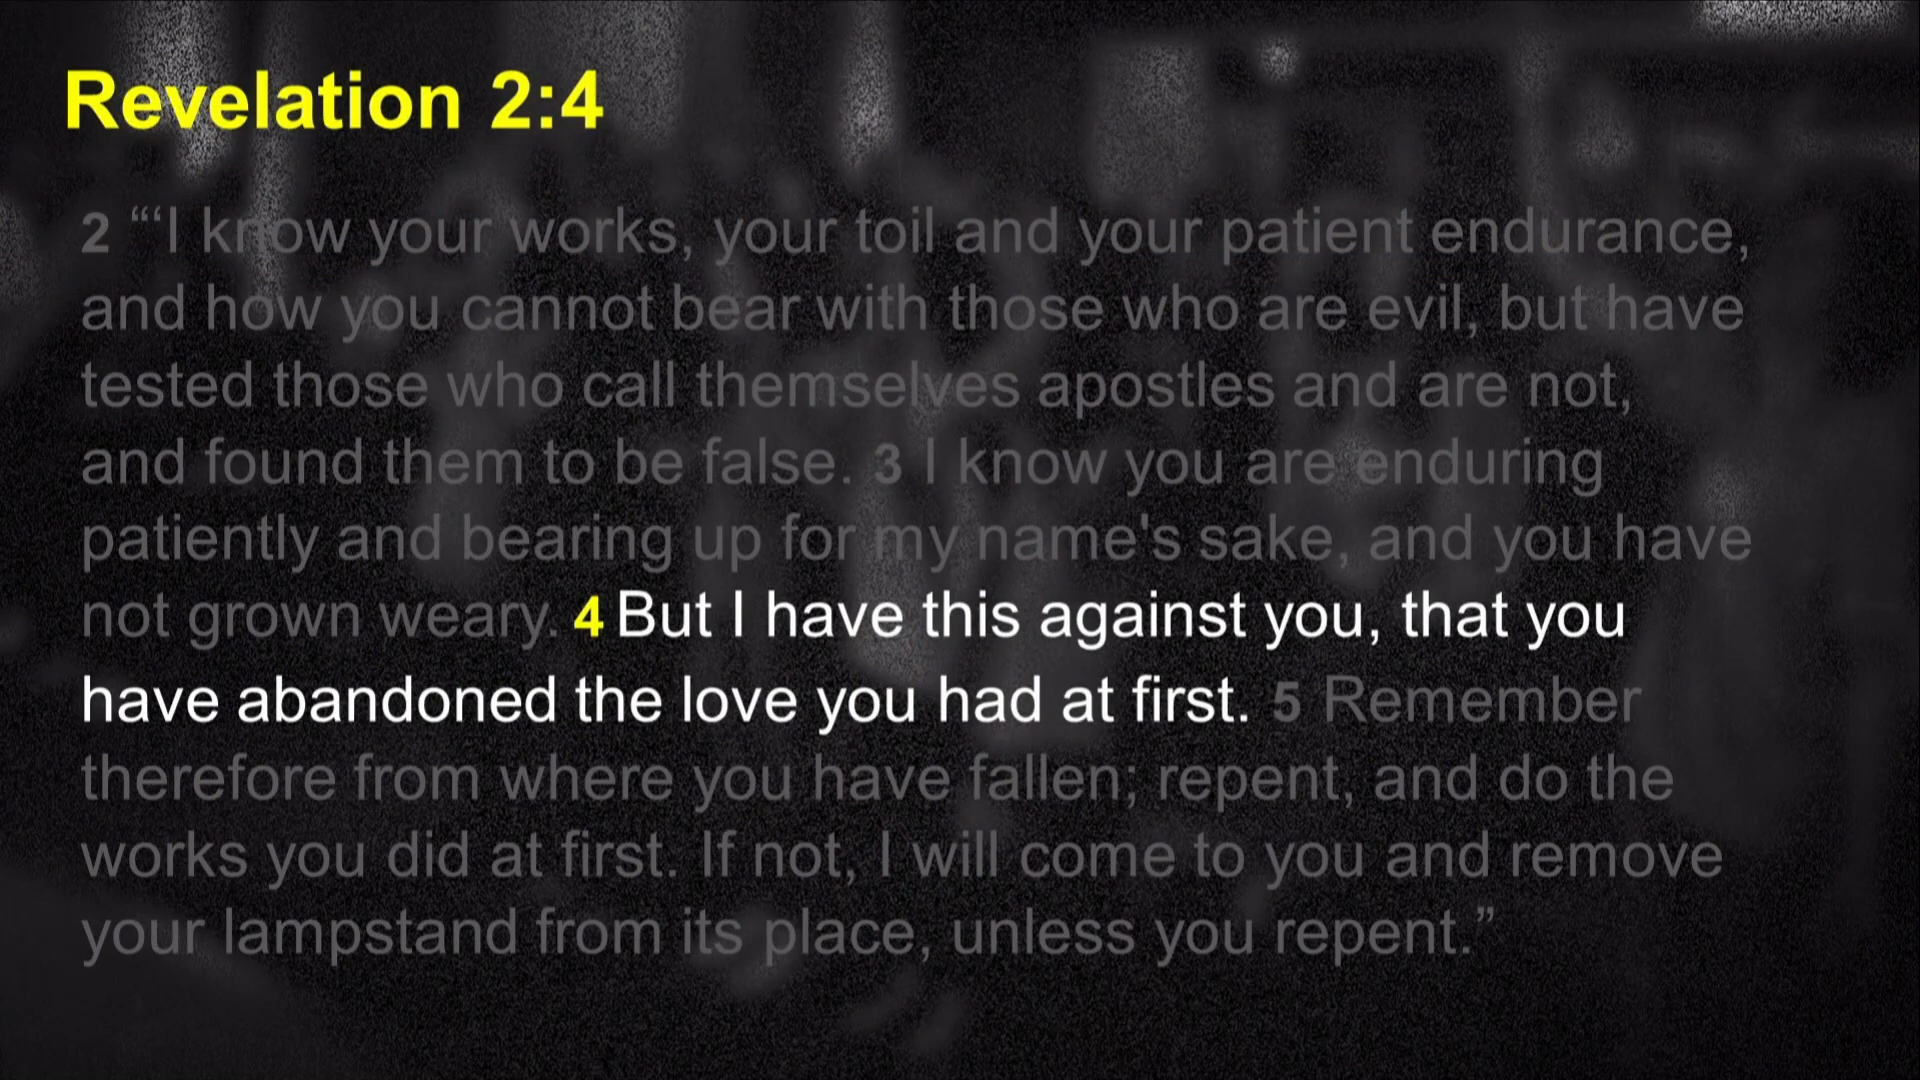 Revelation 2:4
2 “‘I know your works, your toil and your patient endurance,
and how you cannot bear with those who are evil, but have
tested those who call themselves apostles and are not,
and found them to be false. 3 I know you are enduring
patiently and bearing up for my name's sake, and you have
not grown weary. 4 But I have this against you, that you
have abandoned the love you had at first. 5 Remember
therefore from where you have fallen; repent, and do the
works you did at first. If not, I will come to you and remove
your lampstand from its place, unless you repent.”